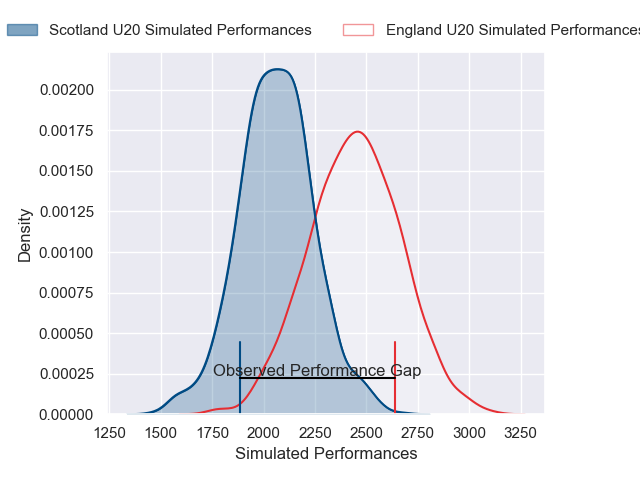 Scotland U20 Simulated Performances
England U20 Simulated Performances
0.00200
0.00175
0.00150
0.00125
0.00100
0.00075
0.00050
0.00025
0.00000
Density
Observed Performance Gap
1250 1500 1750 2000 2250 2500 2750 3000 3250
Simulated Performances